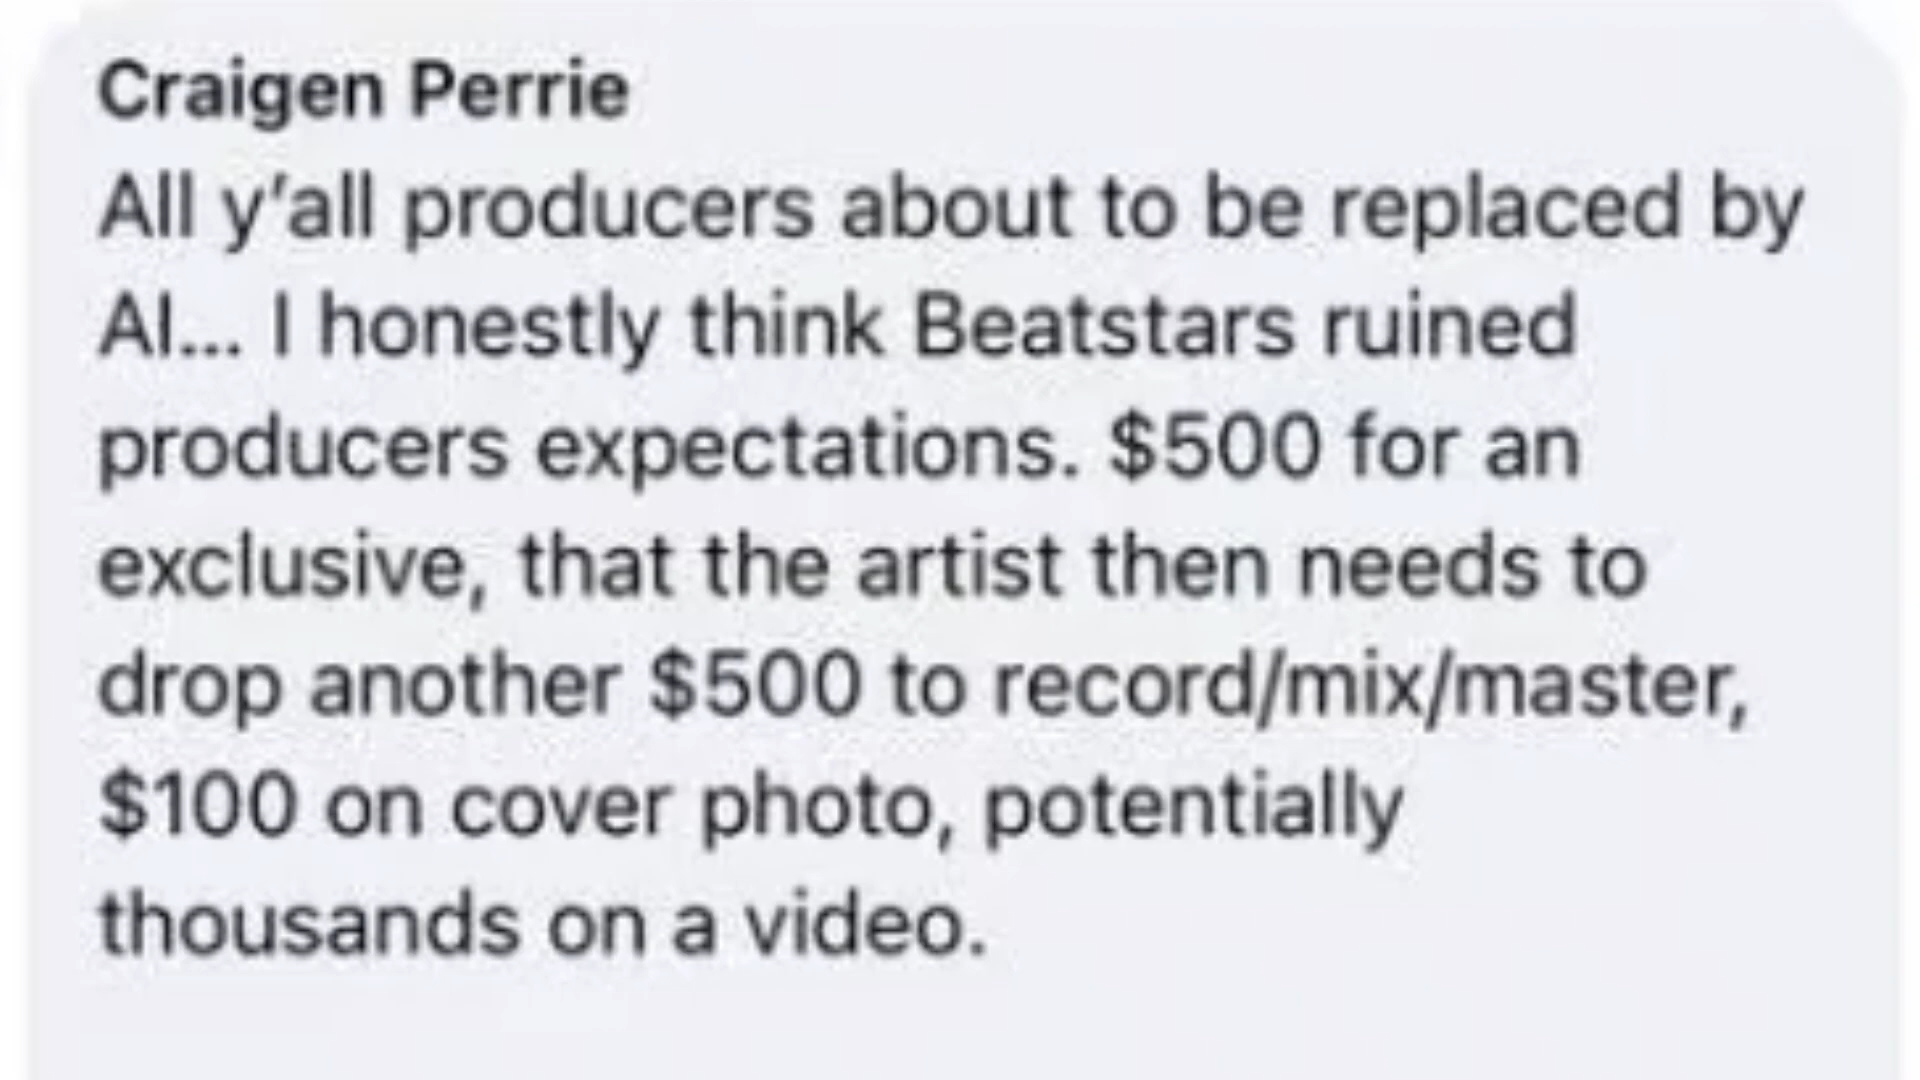 Craigen Perrie
All y'all producers about to be replaced by
AI... I honestly think Beatstars ruined
producers expectations. $500 for an
exclusive, that the artist then needs to
drop another $500 to record/mix/master,
$100 on cover photo, potentially
thousands on a video.